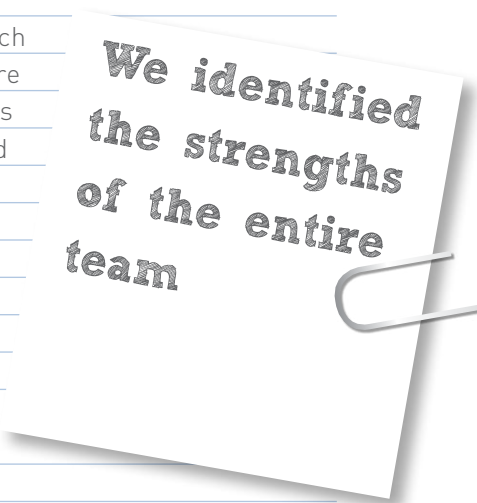 We identified
the strengths
of the entire
team